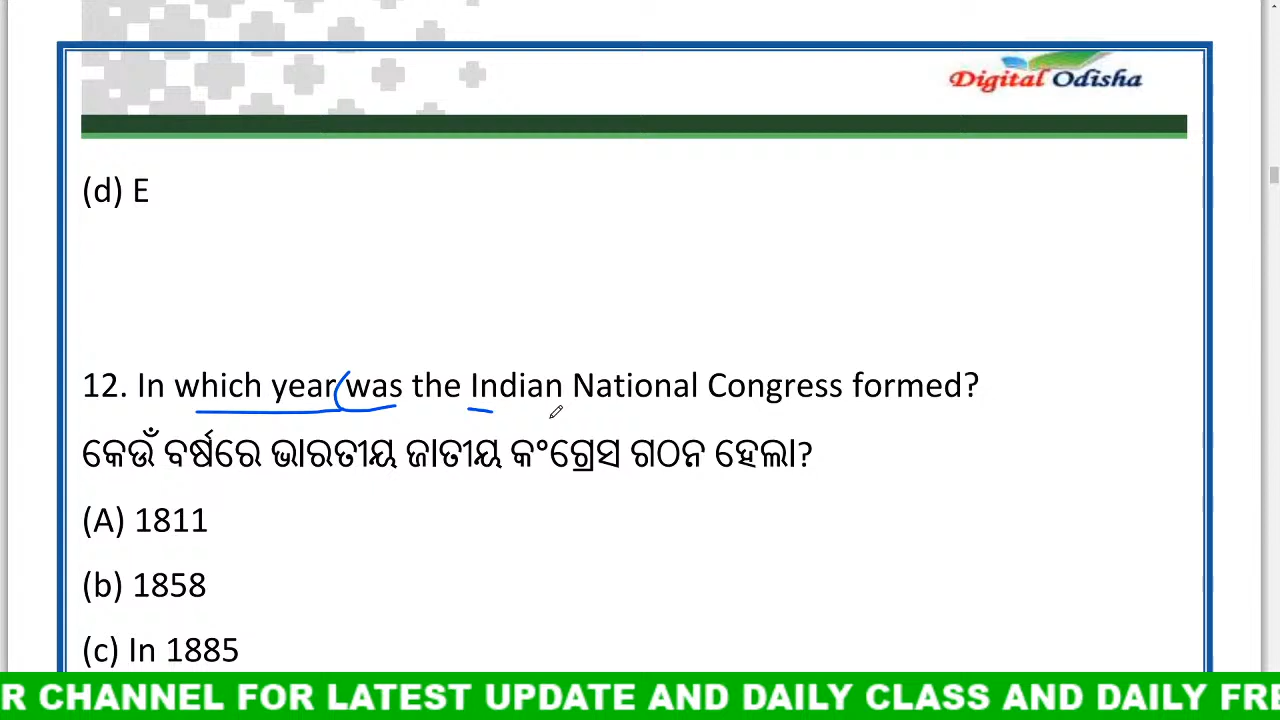 Digital Odisha
(d) E
12. In which year was the Indian National Congress formed?
କେଉଁ ବର୍ଷରେ ଭାରତୀୟ ଜାତୀୟ କଂଗ୍ରେସ ଗଠନ ହେଲା?
(A) 1811
(b) 1858
(c) In 1885
R CHANNEL FOR LATEST UPDATE AND DAILY CLASS AND DAILY FRE